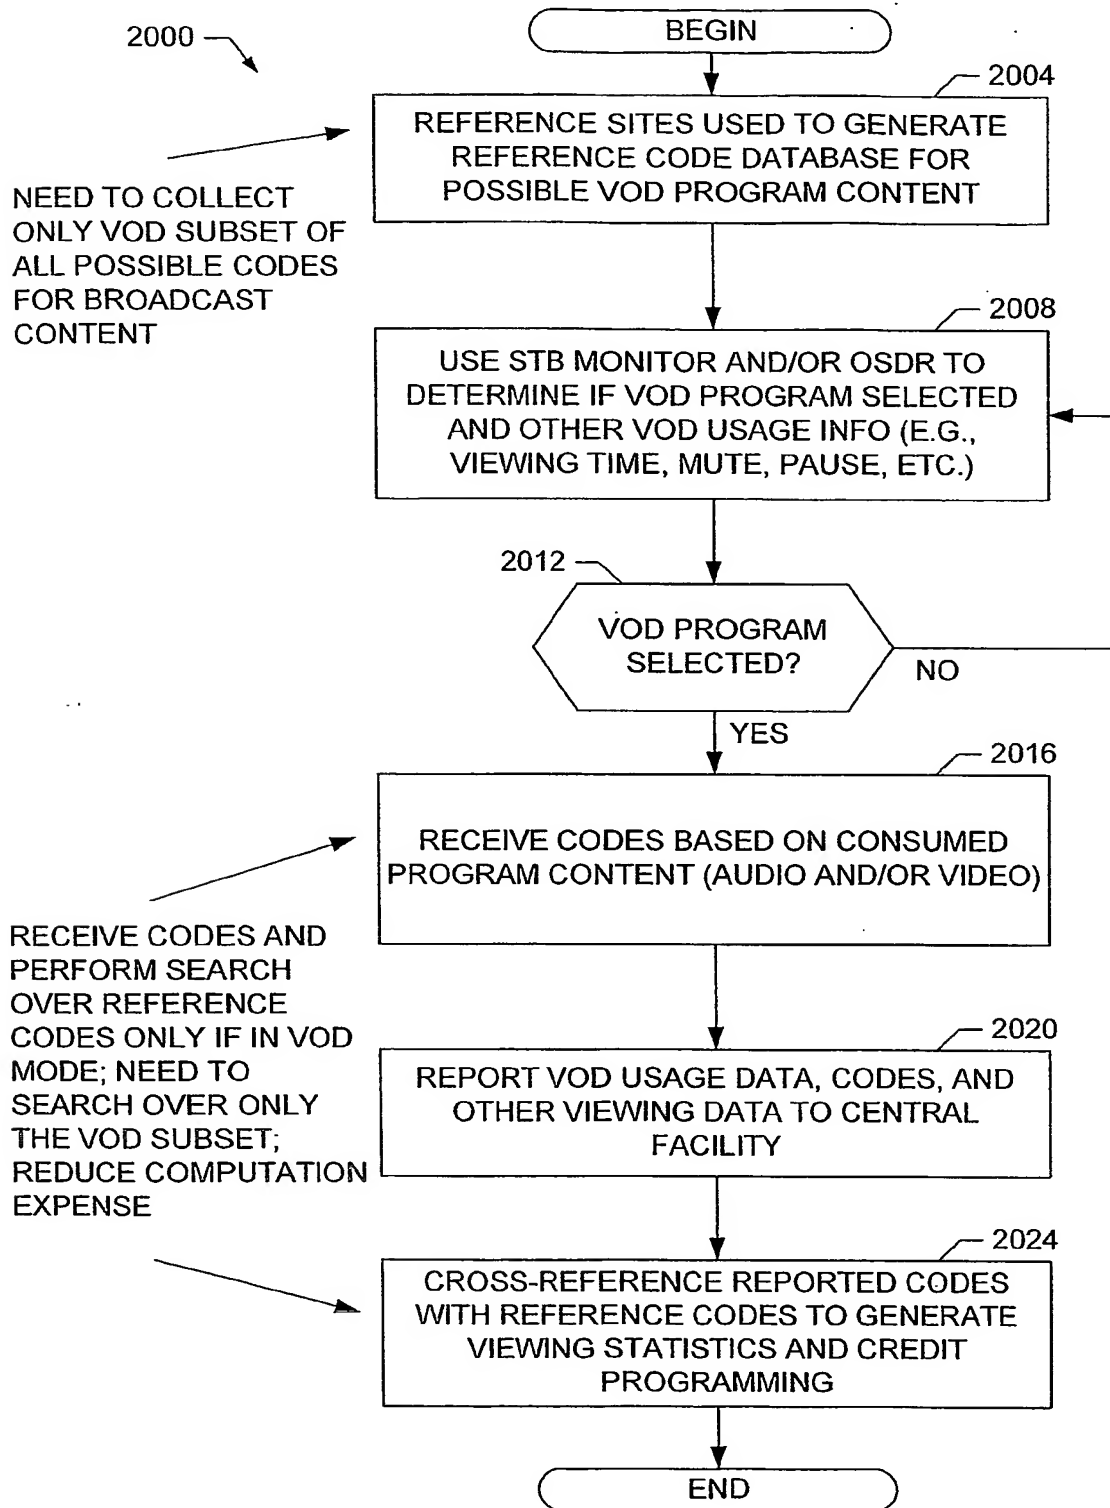 BEGIN
2000
2004
REFERENCE SITES USED TO GENERATE
REFERENCE CODE DATABASE FOR
POSSIBLE VOD PROGRAM CONTENT
NEED TO COLLECT
ONLY VOD SUBSET OF
ALL POSSIBLE CODES
FOR BROADCAST
CONTENT
2008
USE STB MONITOR AND/OR OSDR TO
DETERMINE IF VOD PROGRAM SELECTED
AND OTHER VOD USAGE INFO (E.G.,
VIEWING TIME, MUTE, PAUSE, ETC.)
2012
VOD PROGRAM
SELECTED?
NO
YES
2016
RECEIVE CODES BASED ON CONSUMED
PROGRAM CONTENT (AUDIO AND/OR VIDEO)
RECEIVE CODES AND
PERFORM SEARCH
OVER REFERENCE
CODES ONLY IF IN VOD
MODE; NEED TO
SEARCH OVER ONLY
THE VOD SUBSET;
REDUCE COMPUTATION
EXPENSE
2020
REPORT VOD USAGE DATA, CODES, AND
OTHER VIEWING DATA TO CENTRAL
FACILITY
2024
CROSS-REFERENCE REPORTED CODES
WITH REFERENCE CODES TO GENERATE
VIEWING STATISTICS AND CREDIT
PROGRAMMING
END